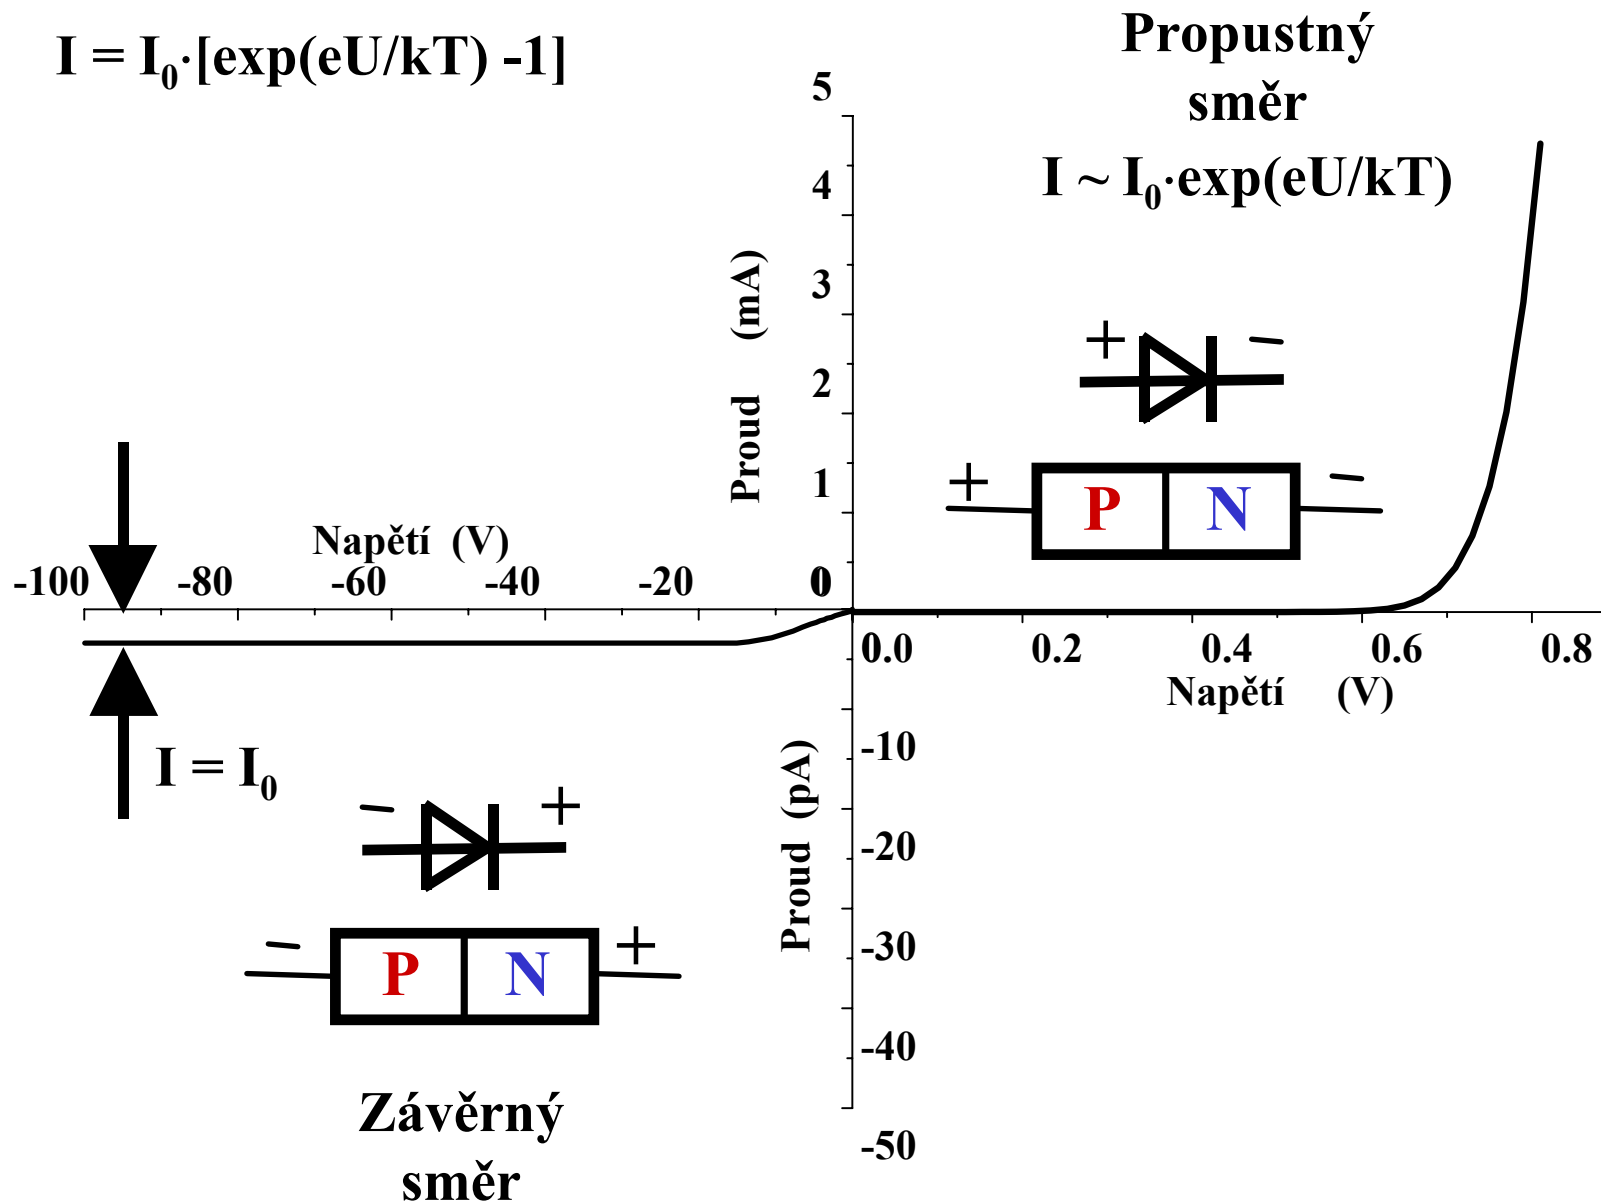 I = I₀·[exp(eU/kT) -1]
Propustný
směr
I ~ I₀·exp(eU/kT)
5
4
3
2
1
0
Proud (mA)
+ –
+ P N –
Napětí (V)
-100 -80 -60 -40 -20
0.0 0.2 0.4 0.6 0.8
Napětí (V)
I = I₀
Proud (pA)
-10
-20
-30
-40
-50
– +
– P N +
Závěrný
směr